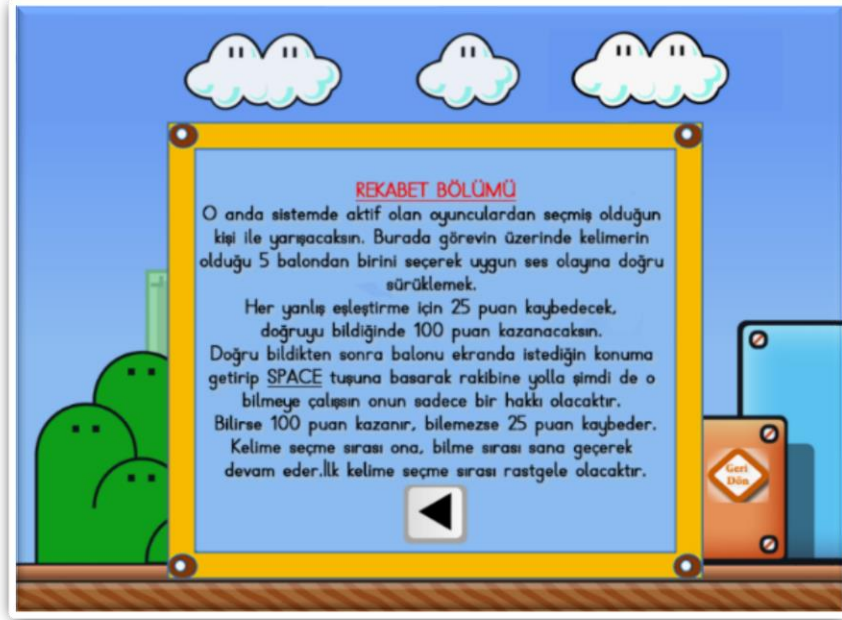 REKABET BÖLÜMÜ
O anda sistemde aktif olan oyunculardan seçmiş olduğun
kişi ile yarışacaksın. Burada görevin üzerinde kelimerin
olduğu 5 balondan birini seçerek uygun ses olayına doğru
sürüklemek.
Her yanlış eşleştirme için 25 puan kaybedecek,
doğruyu bildiğinde 100 puan kazanacaksın.
Doğru bildikten sonra balonu ekranda istediğin konuma
getirip SPACE tuşuna basarak rakibine yolla şimdi de o
bilmeye çalışsın onun sadece bir hakkı olacaktır.
Bilirse 100 puan kazanır, bilemezse 25 puan kaybeder.
Kelime seçme sırası ona, bilme sırası sana geçerek
devam eder.İlk kelime seçme sırası rastgele olacaktır.
Geri
Dön